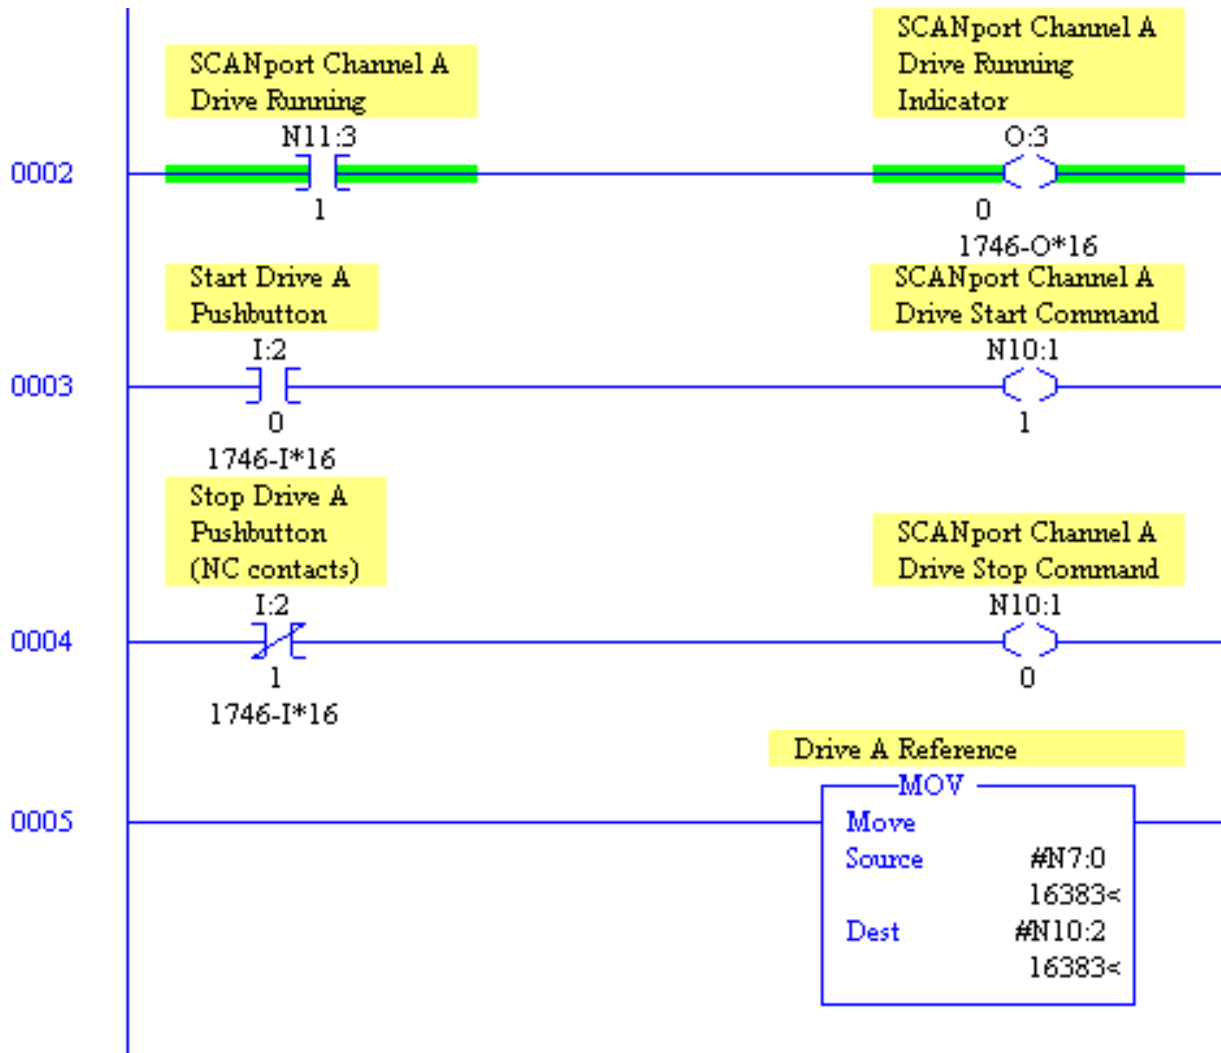 SCANport Channel A
Drive Running
N11:3
1
SCANport Channel A
Drive Running
Indicator
O:3
0
1746-O*16
0002
Start Drive A
Pushbutton
I:2
0
1746-I*16
SCANport Channel A
Drive Start Command
N10:1
1
0003
Stop Drive A
Pushbutton
(NC contacts)
I:2
1
1746-I*16
SCANport Channel A
Drive Stop Command
N10:1
0
0004
Drive A Reference
MOV
Move
Source #N7:0
16383<
Dest #N10:2
16383<
0005